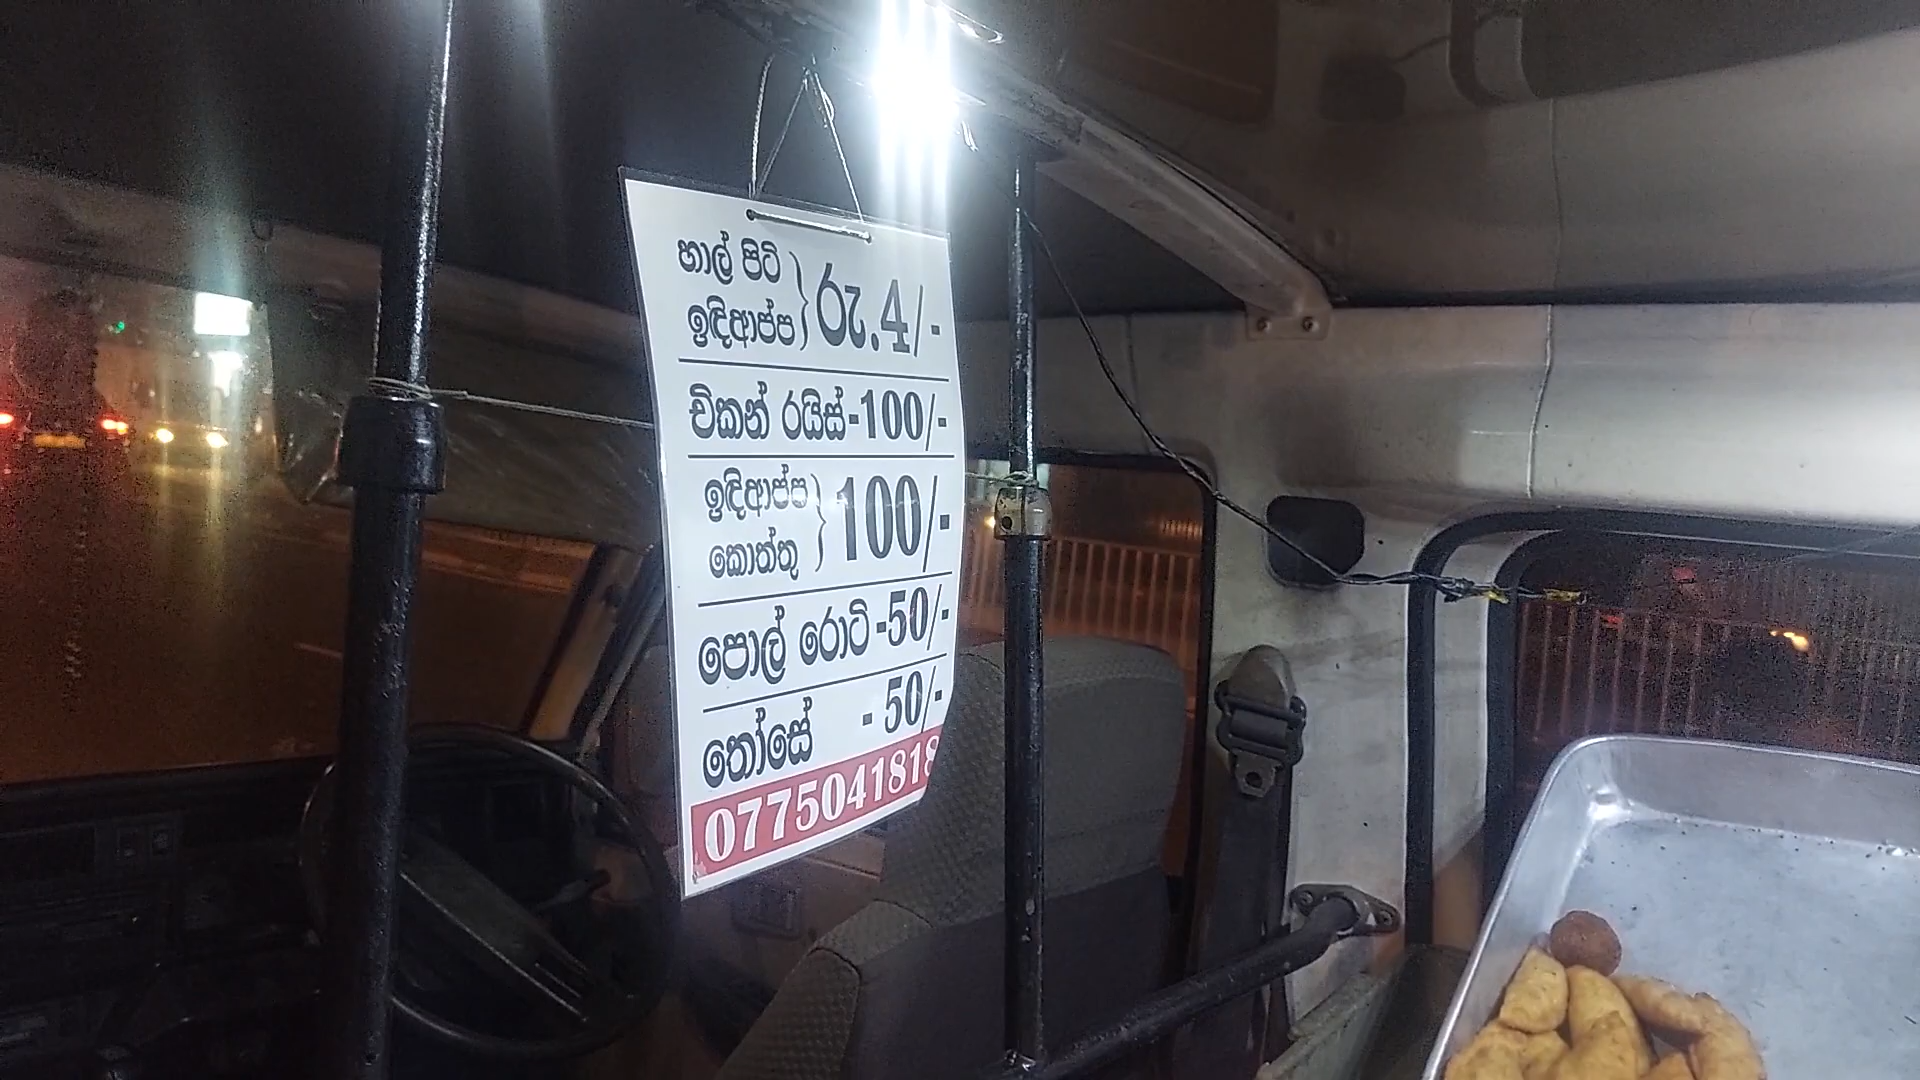 හාල් පිටි
ඉඳිආප්ප } රු.4/-
චිකන් රයිස්-100/-
ඉඳිආප්ප
කොත්තු } 100/-
පොල් රොටි-50/-
තෝසේ - 50/-
0775041818